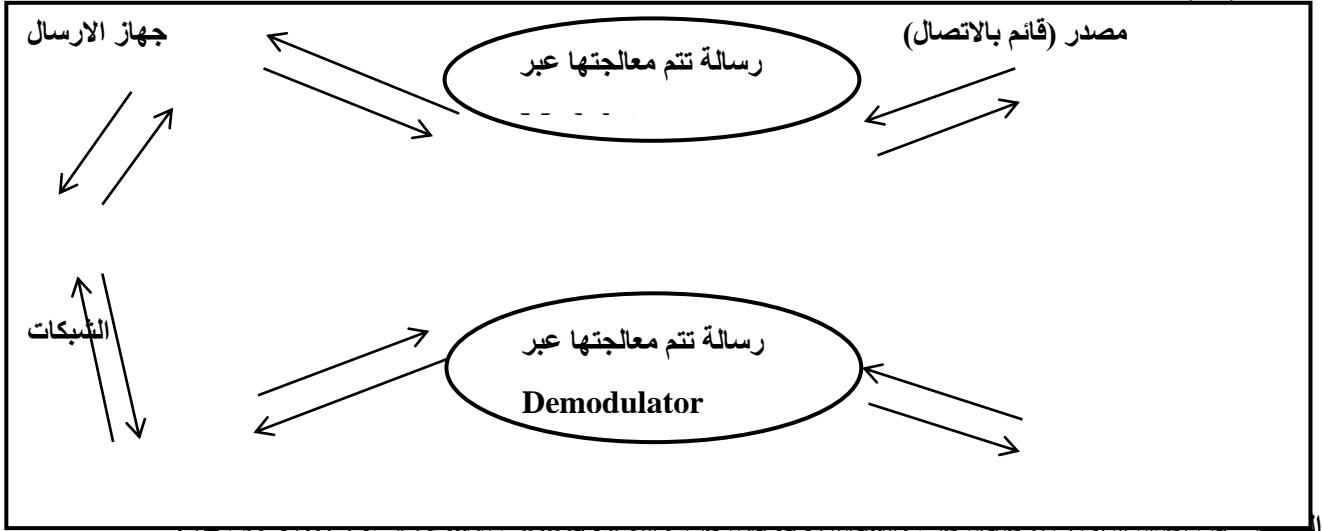 مصدر (قائم بالاتصال)
رسالة تتم معالجتها عبر
جهاز الارسال
الشبكات
رسالة تتم معالجتها عبر
Demodulator